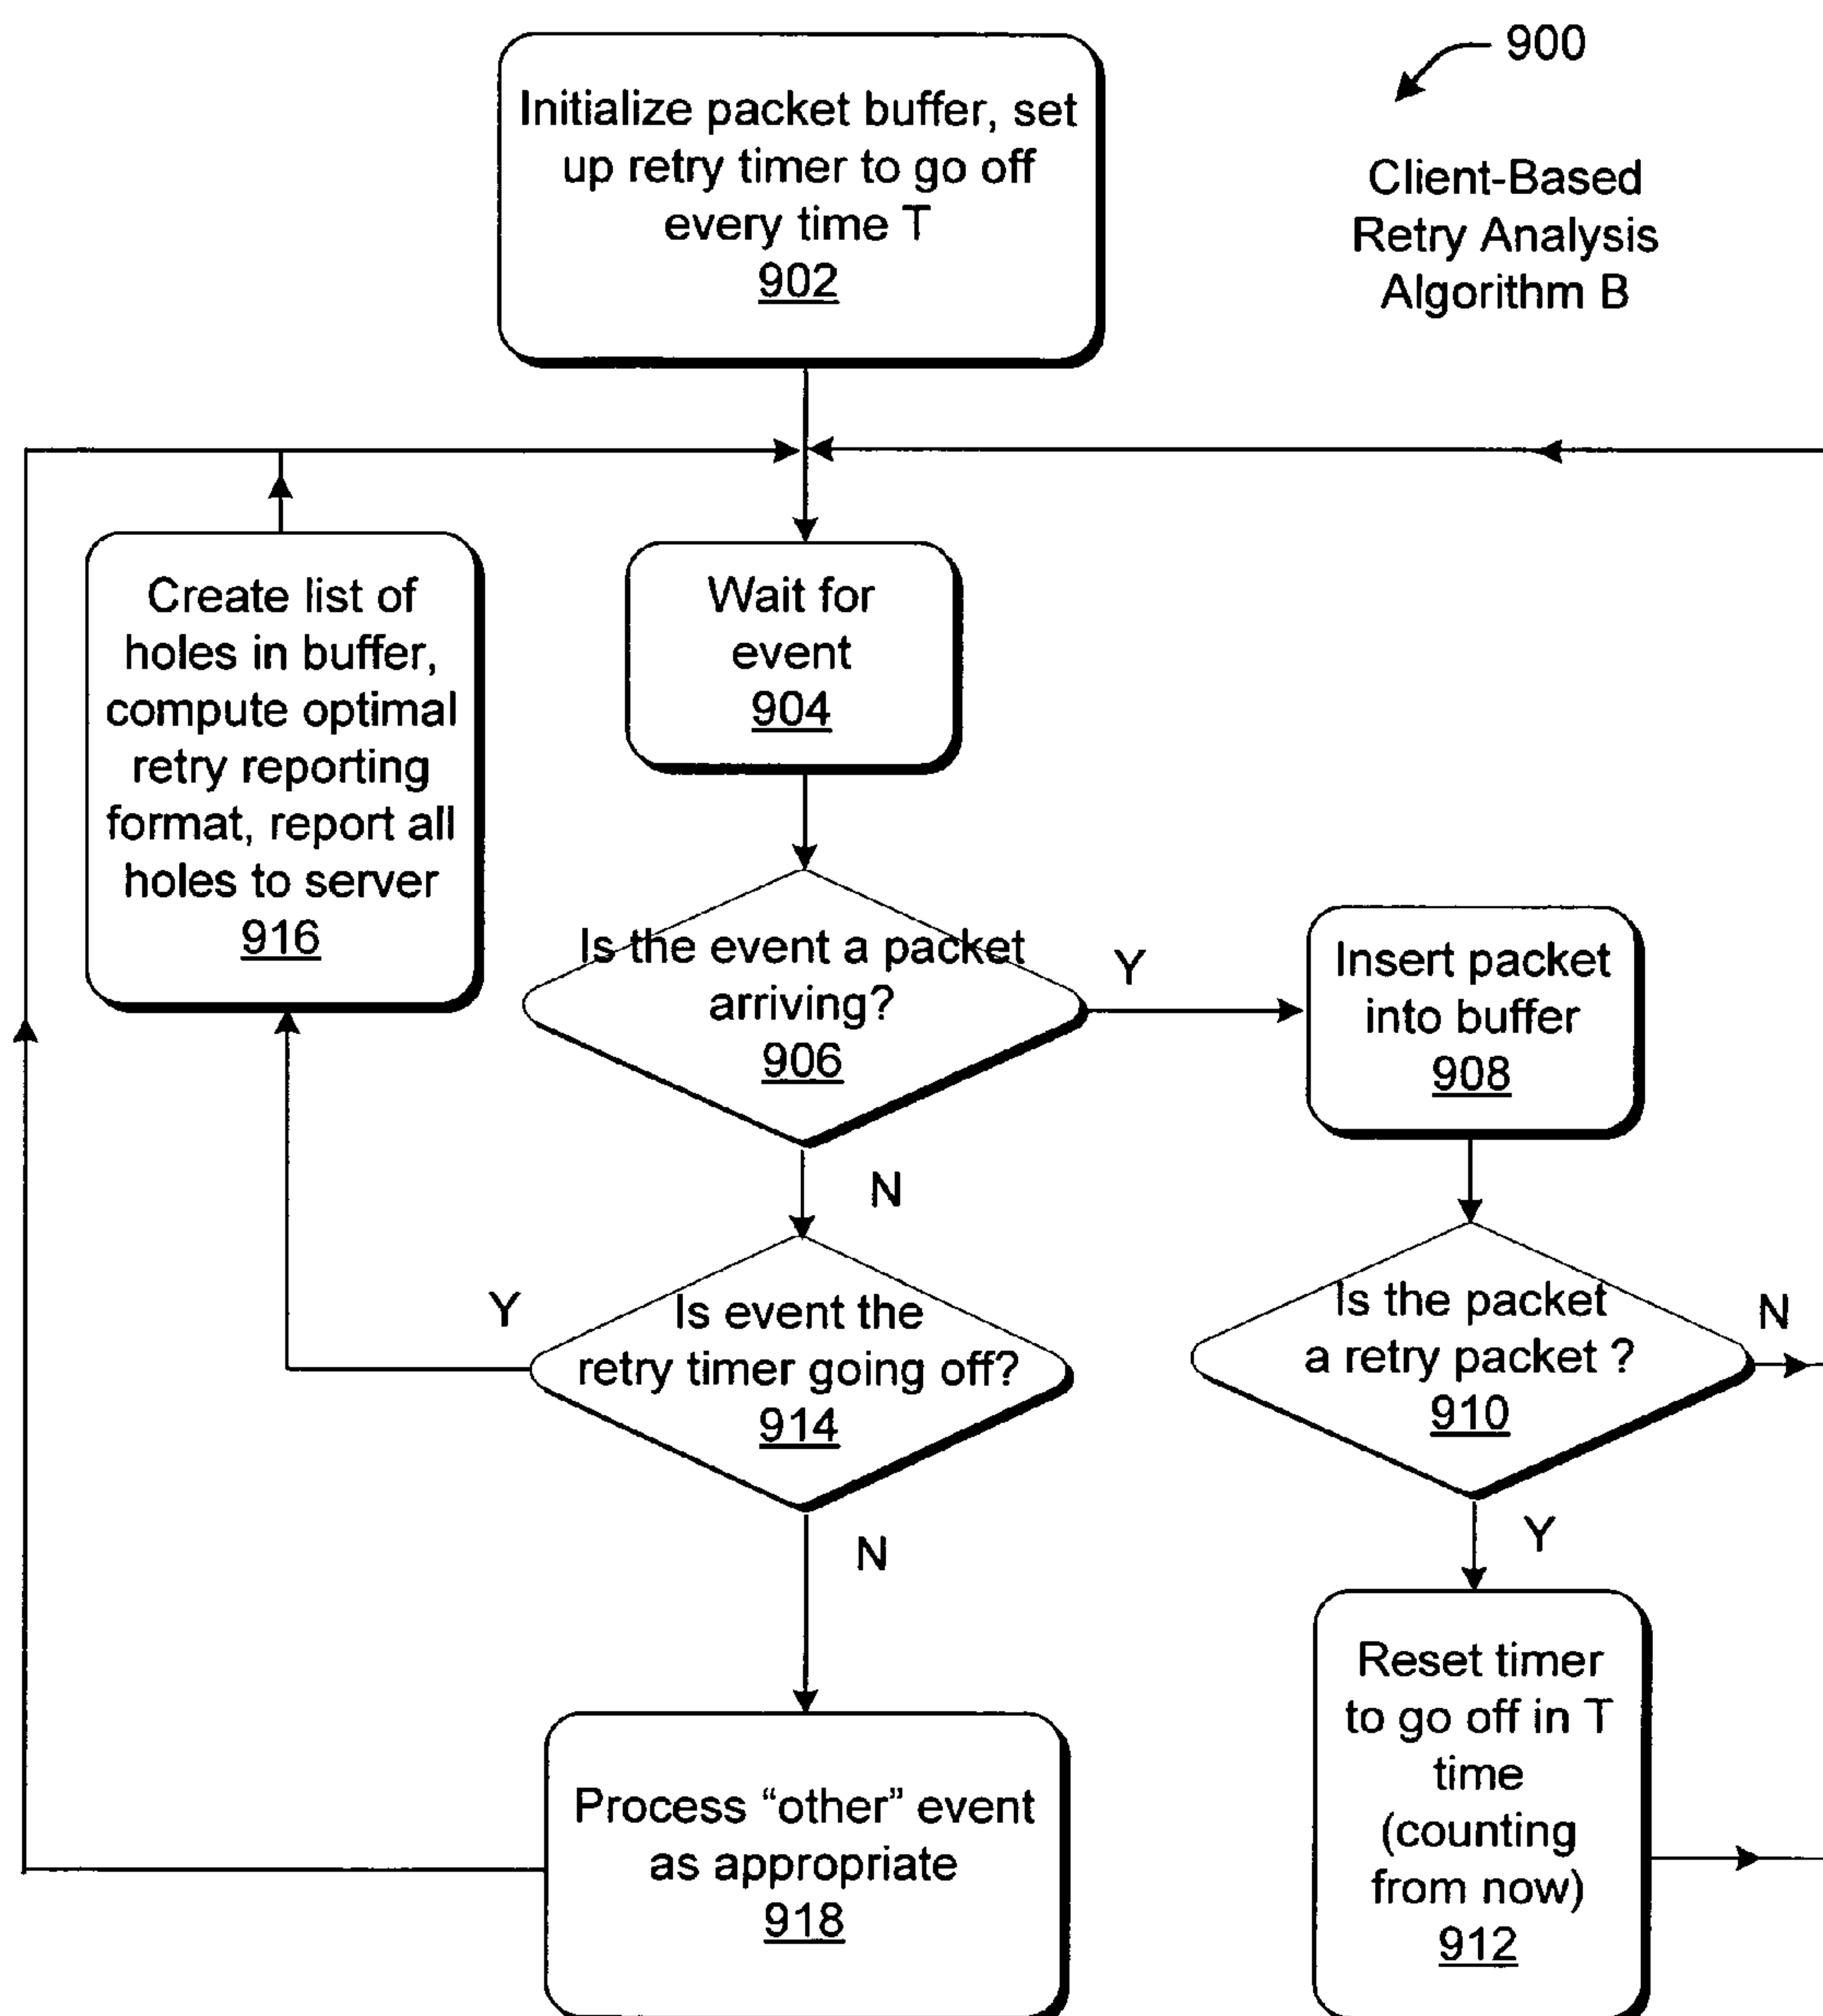 900
Client-Based
Retry Analysis
Algorithm B
Initialize packet buffer, set
up retry timer to go off
every time T
902
Wait for
event
904
Create list of
holes in buffer,
compute optimal
retry reporting
format, report all
holes to server
916
Is the event a packet
arriving?
906
Y
N
Insert packet
into buffer
908
Is the packet
a retry packet ?
910
N
Y
Is event the
retry timer going off?
914
Y
N
Reset timer
to go off in T
time
(counting
from now)
912
Process “other” event
as appropriate
918